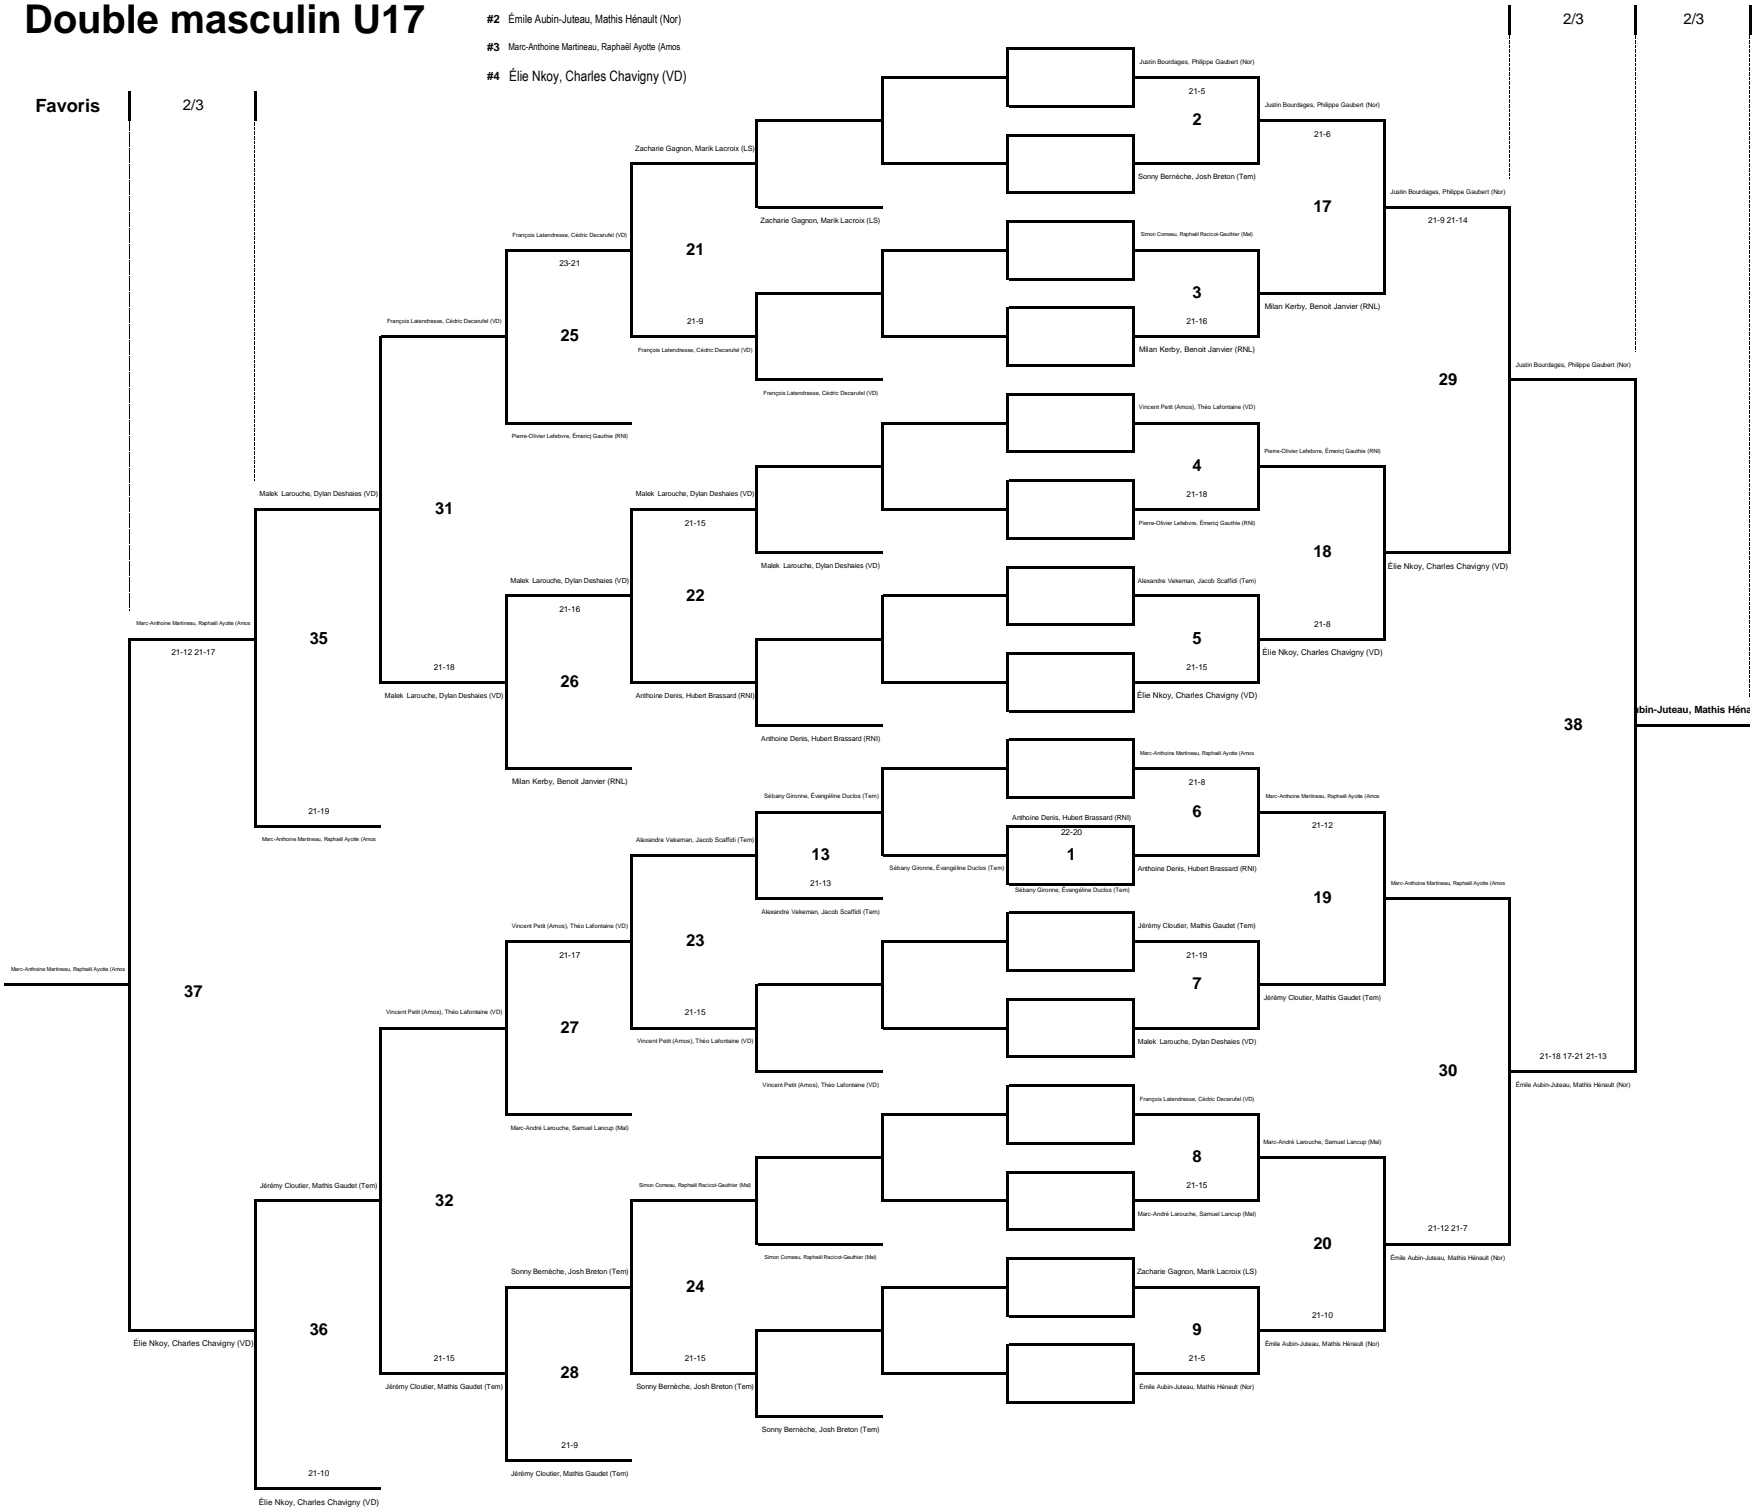 Double masculin U17
#2 Émile Aubin-Juteau, Mathis Hénault (Nor)
#3 Marc-Anthoine Martineau, Raphaël Ayotte (Amos
#4 Élie Nkoy, Charles Chavigny (VD)
2/3 2/3
Favoris 2/3
Justin Bourdages, Philippe Gaubert (Nor)
21-5
Justin Bourdages, Philippe Gaubert (Nor)
2
21-6
Zacharie Gagnon, Marik Lacroix (LS)
Sonny Bernèche, Josh Breton (Tem)
Justin Bourdages, Philippe Gaubert (Nor)
17
Zacharie Gagnon, Marik Lacroix (LS)
21-9 21-14
François Latendresse, Cédric Decarufel (VD)
Simon Comeau, Raphaël Racicot-Gauthier (Mal)
21
23-21
3
Milan Kerby, Benoit Janvier (RNL)
François Latendresse, Cédric Decarufel (VD)
21-9
21-16
25
François Latendresse, Cédric Decarufel (VD)
Milan Kerby, Benoit Janvier (RNL)
Justin Bourdages, Philippe Gaubert (Nor)
29
François Latendresse, Cédric Decarufel (VD)
Vincent Petit (Amos), Théo Lafontaine (VD)
Pierre-Olivier Lefebvre, Émericj Gauthie (RNI)
Pierre-Olivier Lefebvre, Émericj Gauthie (RNI)
4
Malek Larouche, Dylan Deshaies (VD)
Malek Larouche, Dylan Deshaies (VD)
21-18
31
21-15
Pierre-Olivier Lefebvre, Émericj Gauthie (RNI)
18
Malek Larouche, Dylan Deshaies (VD)
Élie Nkoy, Charles Chavigny (VD)
Malek Larouche, Dylan Deshaies (VD)
Alexandre Vekeman, Jacob Scaffidi (Tem)
22
21-16
21-8
Marc-Anthoine Martineau, Raphaël Ayotte (Amos
35
5
21-12 21-17
Élie Nkoy, Charles Chavigny (VD)
21-18
21-15
26
Malek Larouche, Dylan Deshaies (VD)
Anthoine Denis, Hubert Brassard (RNI)
Élie Nkoy, Charles Chavigny (VD)
bin-Juteau, Mathis Héna
38
Anthoine Denis, Hubert Brassard (RNI)
Marc-Anthoine Martineau, Raphaël Ayotte (Amos
Milan Kerby, Benoit Janvier (RNL)
21-8
Sébany Gironne, Évangéline Duclos (Tem)
Marc-Anthoine Martineau, Raphaël Ayotte (Amos
21-19
6
Anthoine Denis, Hubert Brassard (RNI)
21-12
22-20
Marc-Anthoine Martineau, Raphaël Ayotte (Amos
Alexandre Vekeman, Jacob Scaffidi (Tem)
13
1
Sébany Gironne, Évangéline Duclos (Tem)
Anthoine Denis, Hubert Brassard (RNI)
21-13
Marc-Anthoine Martineau, Raphaël Ayotte (Amos
Sébany Gironne, Évangéline Duclos (Tem)
19
Alexandre Vekeman, Jacob Scaffidi (Tem)
Vincent Petit (Amos), Théo Lafontaine (VD)
Jérémy Cloutier, Mathis Gaudet (Tem)
23
21-17
21-19
Marc-Anthoine Martineau, Raphaël Ayotte (Amos
37
7
Jérémy Cloutier, Mathis Gaudet (Tem)
Vincent Petit (Amos), Théo Lafontaine (VD)
21-15
27
Vincent Petit (Amos), Théo Lafontaine (VD)
Malek Larouche, Dylan Deshaies (VD)
21-18 17-21 21-13
30
Vincent Petit (Amos), Théo Lafontaine (VD)
Émile Aubin-Juteau, Mathis Hénault (Nor)
François Latendresse, Cédric Decarufel (VD)
Marc-André Larouche, Samuel Lancup (Mal)
Marc-André Larouche, Samuel Lancup (Mal)
8
Jérémy Cloutier, Mathis Gaudet (Tem)
Simon Comeau, Raphaël Racicot-Gauthier (Mal)
21-15
32
Marc-André Larouche, Samuel Lancup (Mal)
21-12 21-7
20
Simon Comeau, Raphaël Racicot-Gauthier (Mal)
Émile Aubin-Juteau, Mathis Hénault (Nor)
Sonny Bernèche, Josh Breton (Tem)
Zacharie Gagnon, Marik Lacroix (LS)
24
21-10
36
9
Élie Nkoy, Charles Chavigny (VD)
Émile Aubin-Juteau, Mathis Hénault (Nor)
21-15
21-15
21-5
28
Jérémy Cloutier, Mathis Gaudet (Tem)
Sonny Bernèche, Josh Breton (Tem)
Émile Aubin-Juteau, Mathis Hénault (Nor)
Sonny Bernèche, Josh Breton (Tem)
21-9
21-10
Jérémy Cloutier, Mathis Gaudet (Tem)
Élie Nkoy, Charles Chavigny (VD)